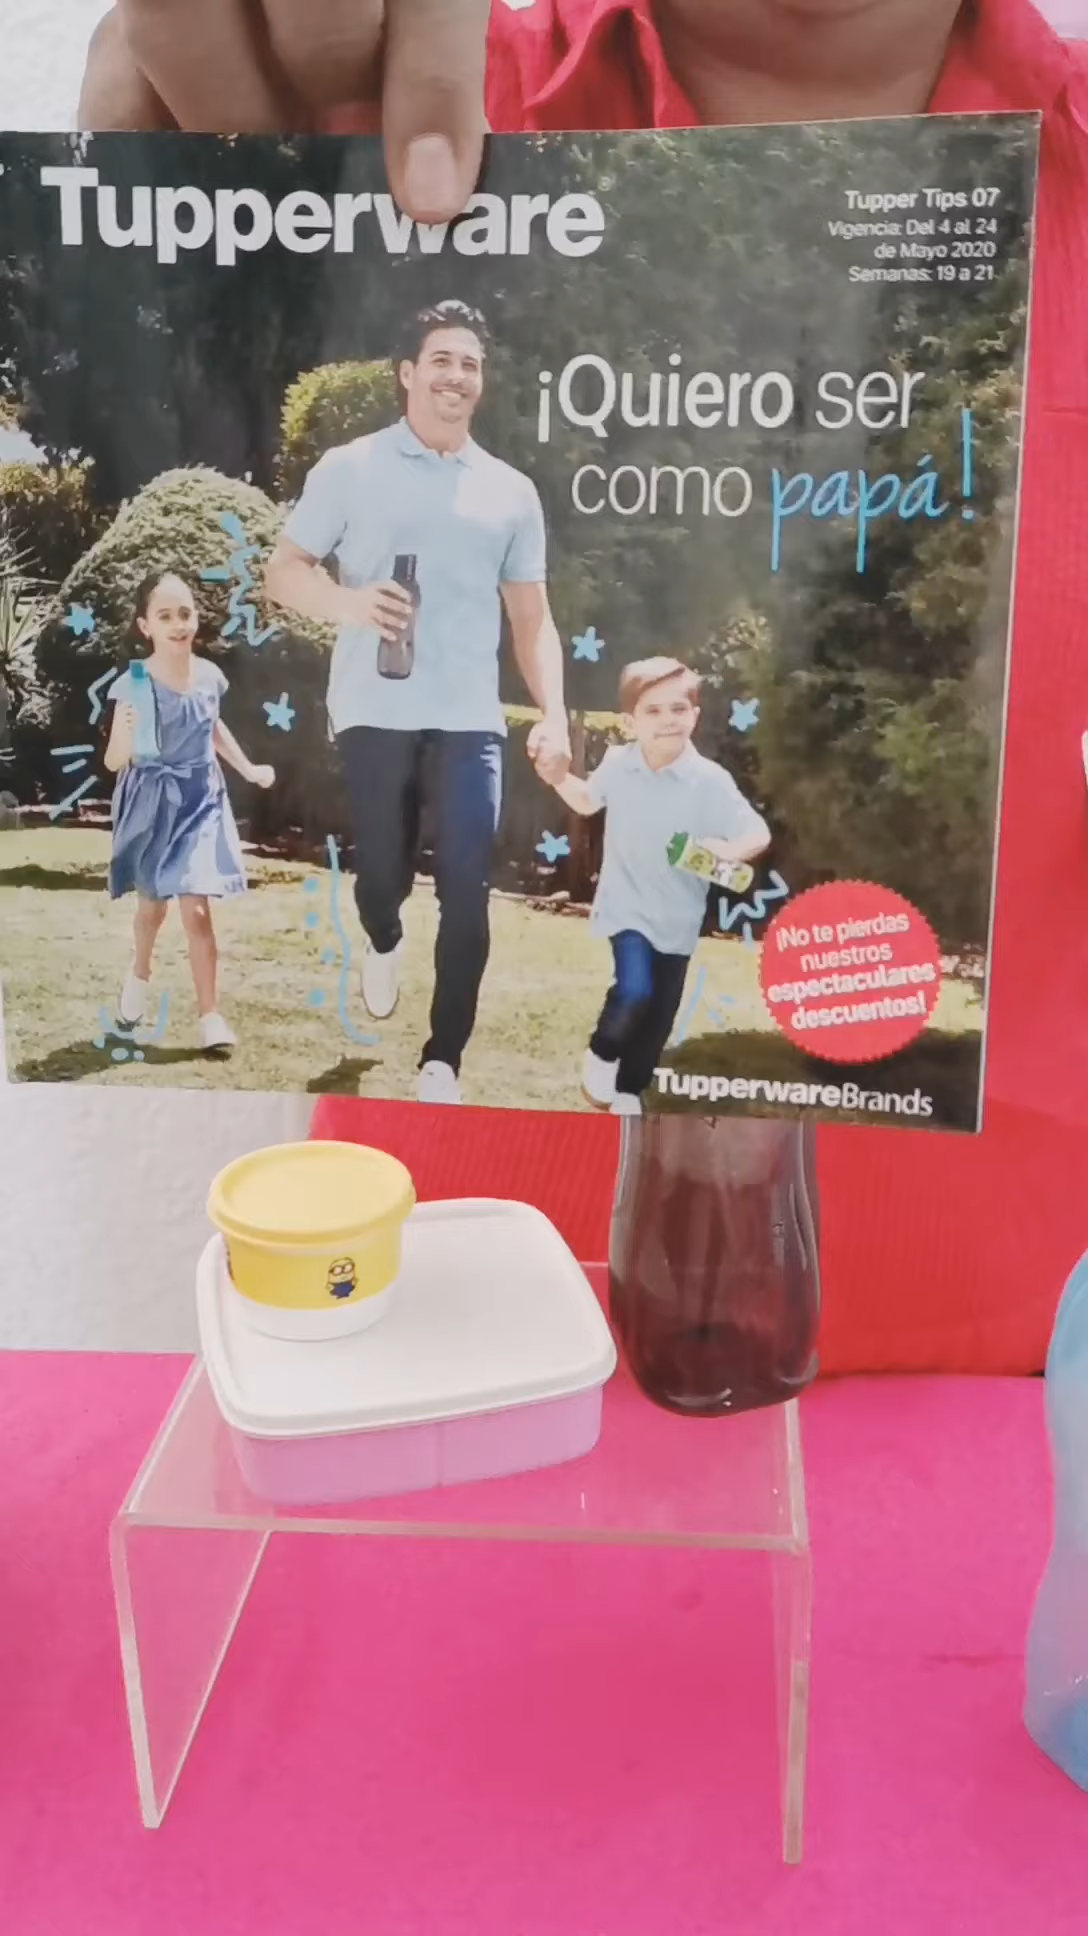 Tupperware®
Tupper Tips 07
Vigencia: Del 4 al 24
de Mayo 2020
Semanas: 19 a 21
¡Quiero ser
como papá!
¡No te pierdas
nuestros
espectaculares
descuentos!
TupperwareBrands